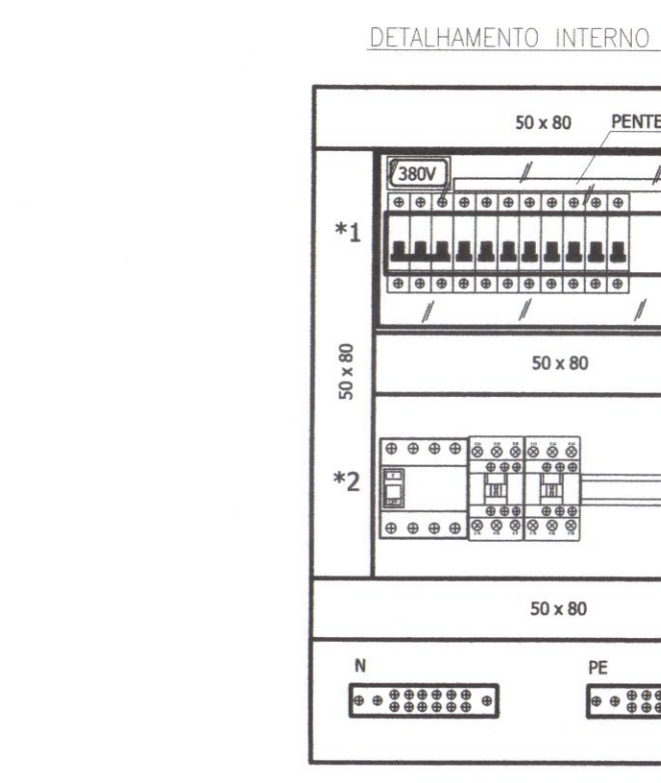 DETALHAMENTO INTERNO
50 x 80 PENTE
380V
*1
50 x 80
50 x 80
*2
50 x 80
N PE